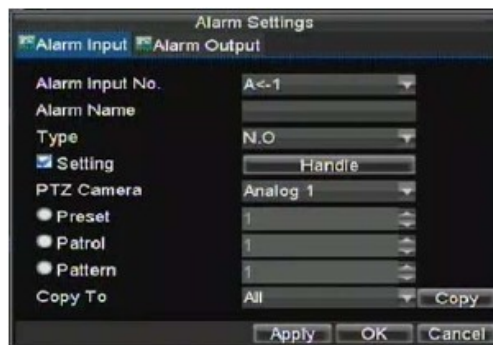 Alarm Settings
Alarm Input Alarm Output
Alarm Input No. A<-1
Alarm Name
Type N.O
Setting Handle
PTZ Camera Analog 1
Preset 1
Patrol 1
Pattern 1
Copy To All Copy
Apply OK Cancel